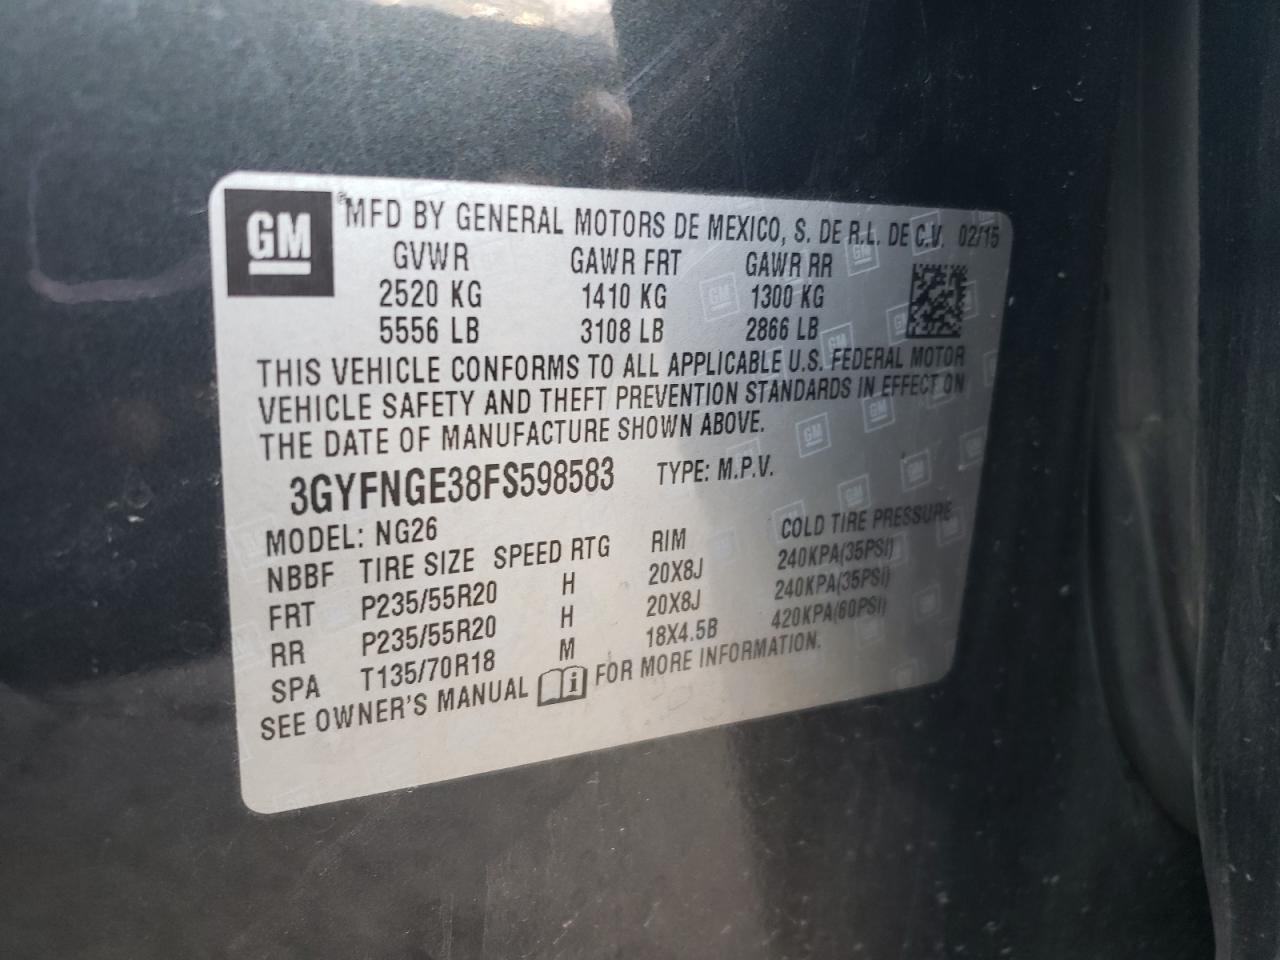 GM
® MFD BY GENERAL MOTORS DE MEXICO, S. DE R.L. DE C.V. 02/15
GVWR GAWR FRT GAWR RR
2520 KG 1410 KG 1300 KG
5556 LB 3108 LB 2866 LB
THIS VEHICLE CONFORMS TO ALL APPLICABLE U.S. FEDERAL MOTOR
VEHICLE SAFETY AND THEFT PREVENTION STANDARDS IN EFFECT ON
THE DATE OF MANUFACTURE SHOWN ABOVE.
3GYFNGE38FS598583 TYPE: M.P.V.
MODEL: NG26
NBBF TIRE SIZE SPEED RTG RIM COLD TIRE PRESSURE
FRT P235/55R20 H 20X8J 240KPA(35PSI)
RR P235/55R20 H 20X8J 240KPA(35PSI)
SPA T135/70R18 M 18X4.5B 420KPA(60PSI)
SEE OWNER'S MANUAL i FOR MORE INFORMATION.